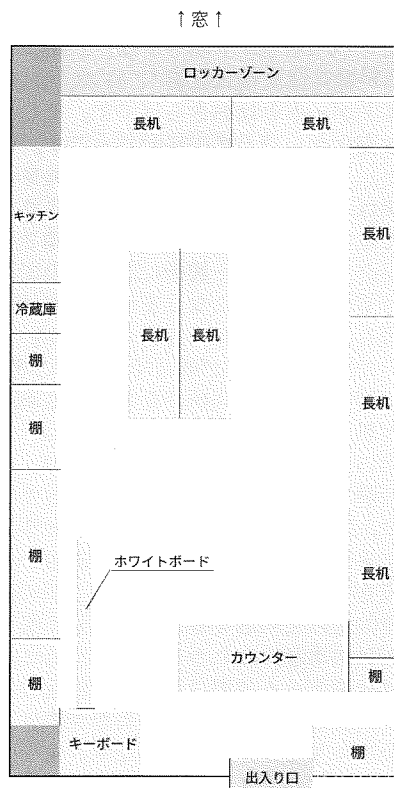 ↑窓↑
ロッカーゾーン
長机
長机
キッチン
長机
冷蔵庫
長机
長机
棚
長机
棚
棚
ホワイトボード
長机
カウンター
棚
棚
キーボード
棚
出入り口